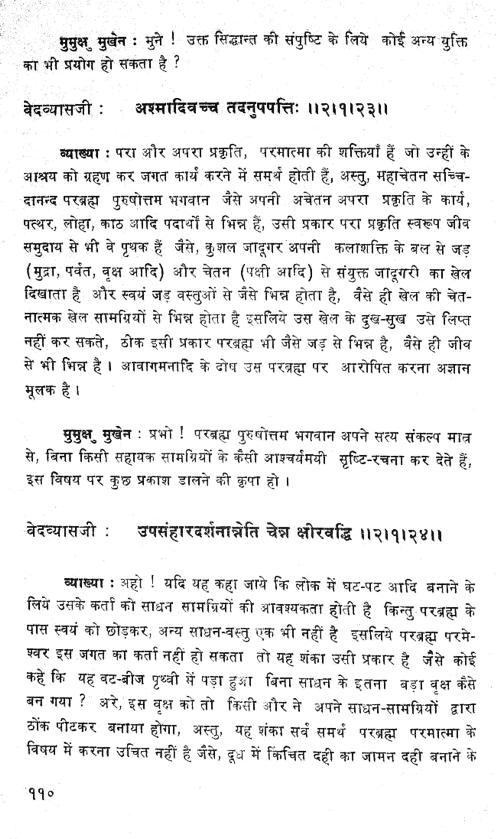 मुमुक्षु मुखेन : मुने ! उक्त सिद्धान्त की संपुष्टि के लिये कोई अन्य युक्ति
का भी प्रयोग हो सकता है ?
वेदव्यासजी : अश्मादिवच्च तदनुपपत्तिः ॥२।१।२३॥
व्याख्या : परा और अपरा प्रकृति, परमात्मा की शक्तियाँ हैं जो उन्हीं के
आश्रय को ग्रहण कर जगत कार्य करने में समर्थ होती हैं, अस्तु, महाचेतन सच्चि-
दानन्द परब्रह्म पुरुषोत्तम भगवान जैसे अपनी अचेतन अपरा प्रकृति के कार्य,
पत्थर, लोहा, काठ आदि पदार्थों से भिन्न हैं, उसी प्रकार परा प्रकृति स्वरूप जीव
समुदाय से भी वे पृथक हैं जैसे, कुशल जादूगर अपनी कलाशक्ति के बल से जड़
(मुद्रा, पर्वत, वृक्ष आदि) और चेतन (पक्षी आदि) से संयुक्त जादूगरी का खेल
दिखाता है और स्वयं जड़ वस्तुओं से जैसे भिन्न होता है, वैसे ही खेल की चेत-
नात्मक खेल सामग्रियों से भिन्न होता है इसलिये उस खेल के दुख-सुख उसे लिप्त
नहीं कर सकते, ठीक इसी प्रकार परब्रह्म भी जैसे जड़ से भिन्न है, वैसे ही जीव
से भी भिन्न है । आवागमनादि के दोष उस परब्रह्म पर आरोपित करना अज्ञान
मूलक है ।
मुमुक्षु मुखेन : प्रभो ! परब्रह्म पुरुषोत्तम भगवान अपने सत्य संकल्प मात्र
से, बिना किसी सहायक सामग्रियों के कैसी आश्चर्यमयी सृष्टि-रचना कर देते हैं,
इस विषय पर कुछ प्रकाश डालने की कृपा हो ।
वेदव्यासजी : उपसंहारदर्शनान्नेति चेन्न क्षीरवद्धि ॥२।१।२४॥
व्याख्या : अहो ! यदि यह कहा जाये कि लोक में घट-पट आदि बनाने के
लिये उसके कर्ता को साधन सामग्रियों की आवश्यकता होती है किन्तु परब्रह्म के
पास स्वयं को छोड़कर, अन्य साधन-वस्तु एक भी नहीं है इसलिये परब्रह्म परमे-
श्वर इस जगत का कर्ता नहीं हो सकता तो यह शंका उसी प्रकार है जैसे कोई
कहे कि यह वट-बीज पृथ्वी में पड़ा हुआ बिना साधन के इतना बड़ा वृक्ष कैसे
बन गया ? अरे, इस वृक्ष को तो किसी और ने अपने साधन-सामग्रियों द्वारा
ठोंक पीटकर बनाया होगा, अस्तु, यह शंका सर्व समर्थ परब्रह्म परमात्मा के
विषय में करना उचित नहीं है जैसे, दूध में किंचित दही का जामन दही बनाने के
११०